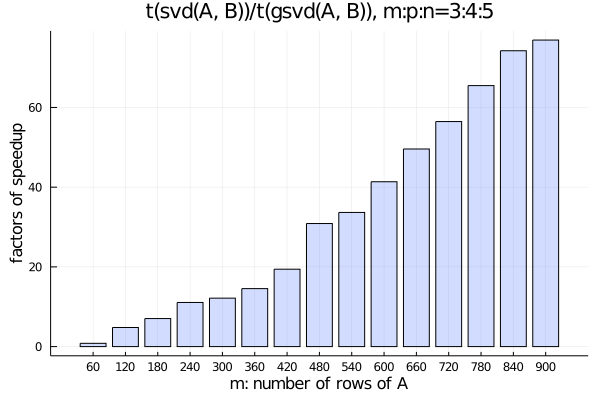 t(svd(A, B))/t(gsvd(A, B)), m:p:n=3:4:5
factors of speedup
60
40
20
0
60 120 180 240 300 360 420 480 540 600 660 720 780 840 900
m: number of rows of A